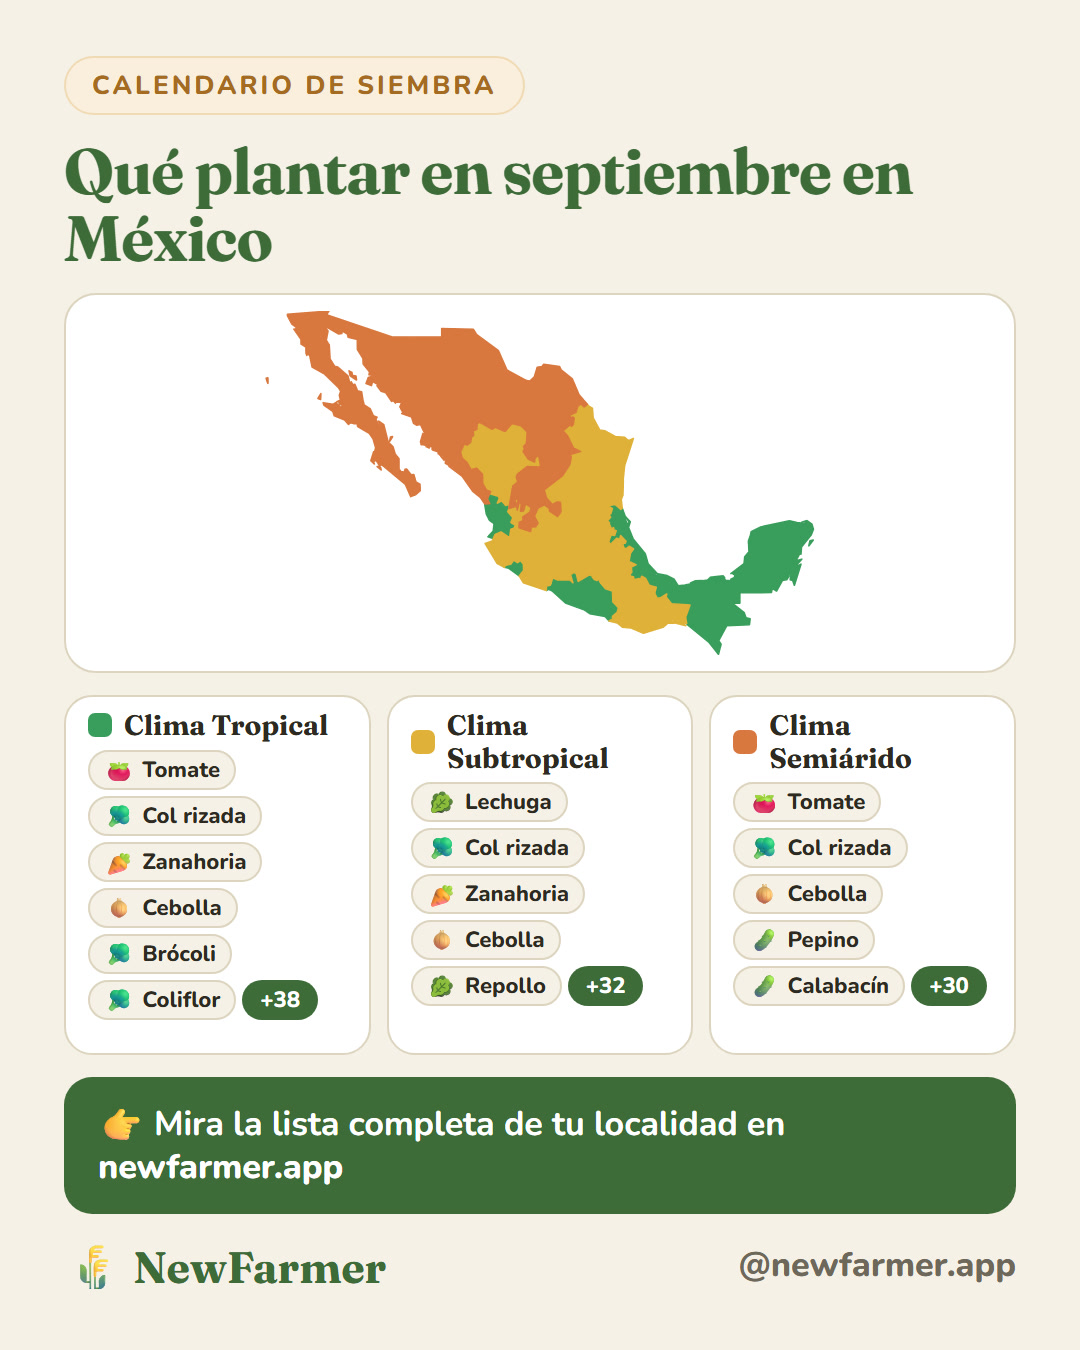 CALENDARIO DE SIEMBRA
Qué plantar en septiembre en
México
Clima Tropical
Tomate
Col rizada
Zanahoria
Cebolla
Brócoli
Coliflor +38
Clima
Subtropical
Lechuga
Col rizada
Zanahoria
Cebolla
Repollo +32
Clima
Semiárido
Tomate
Col rizada
Cebolla
Pepino
Calabacín +30
👉 Mira la lista completa de tu localidad en
newfarmer.app
NewFarmer
@newfarmer.app